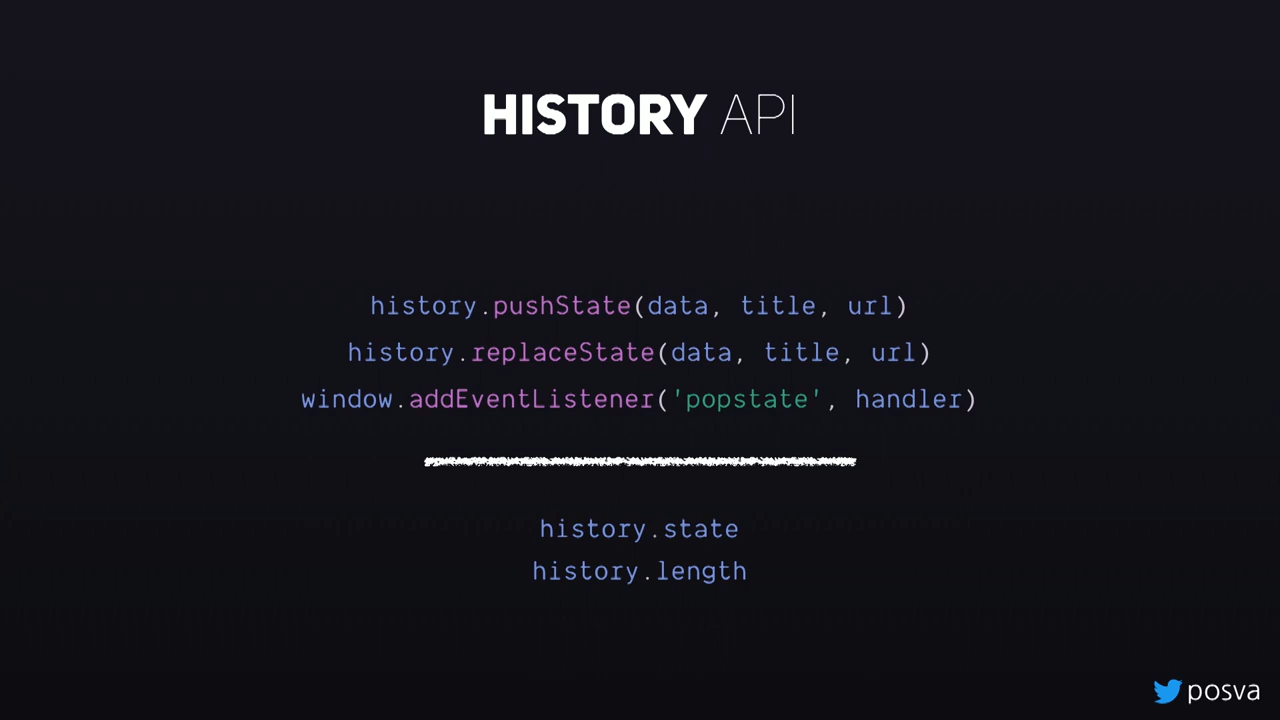 HISTORY API
history.pushState(data, title, url)
history.replaceState(data, title, url)
window.addEventListener('popstate', handler)
history.state
history.length
posva